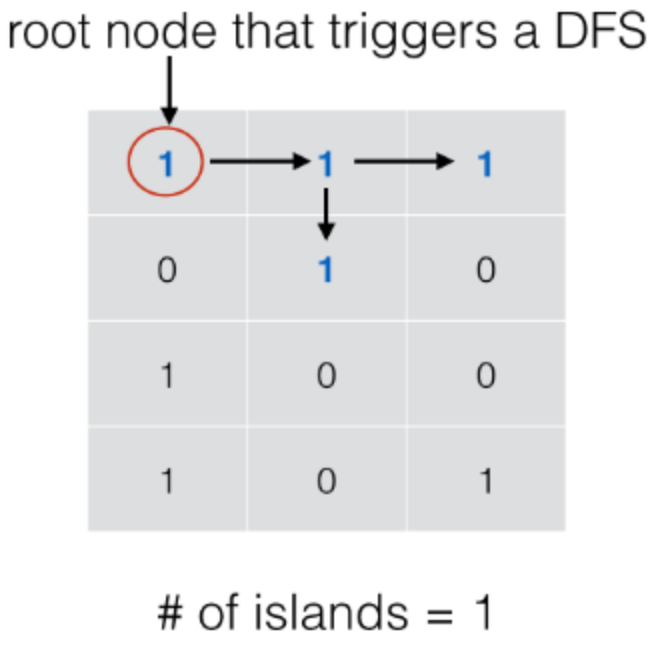 root node that triggers a DFS
1 1 1
0 1 0
1 0 0
1 0 1
# of islands = 1